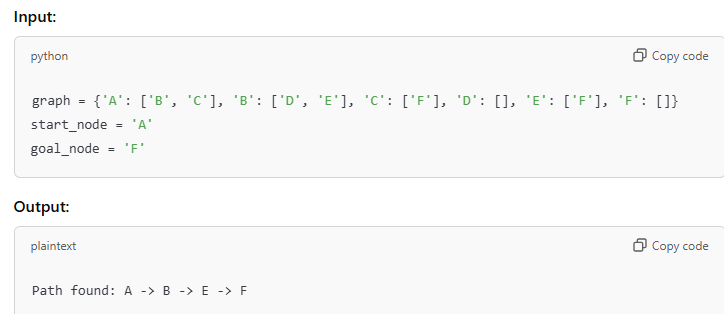 Input:
python Copy code
graph = {'A': ['B', 'C'], 'B': ['D', 'E'], 'C': ['F'], 'D': [], 'E': ['F'], 'F': []}
start_node = 'A'
goal_node = 'F'
Output:
plaintext Copy code
Path found: A -> B -> E -> F